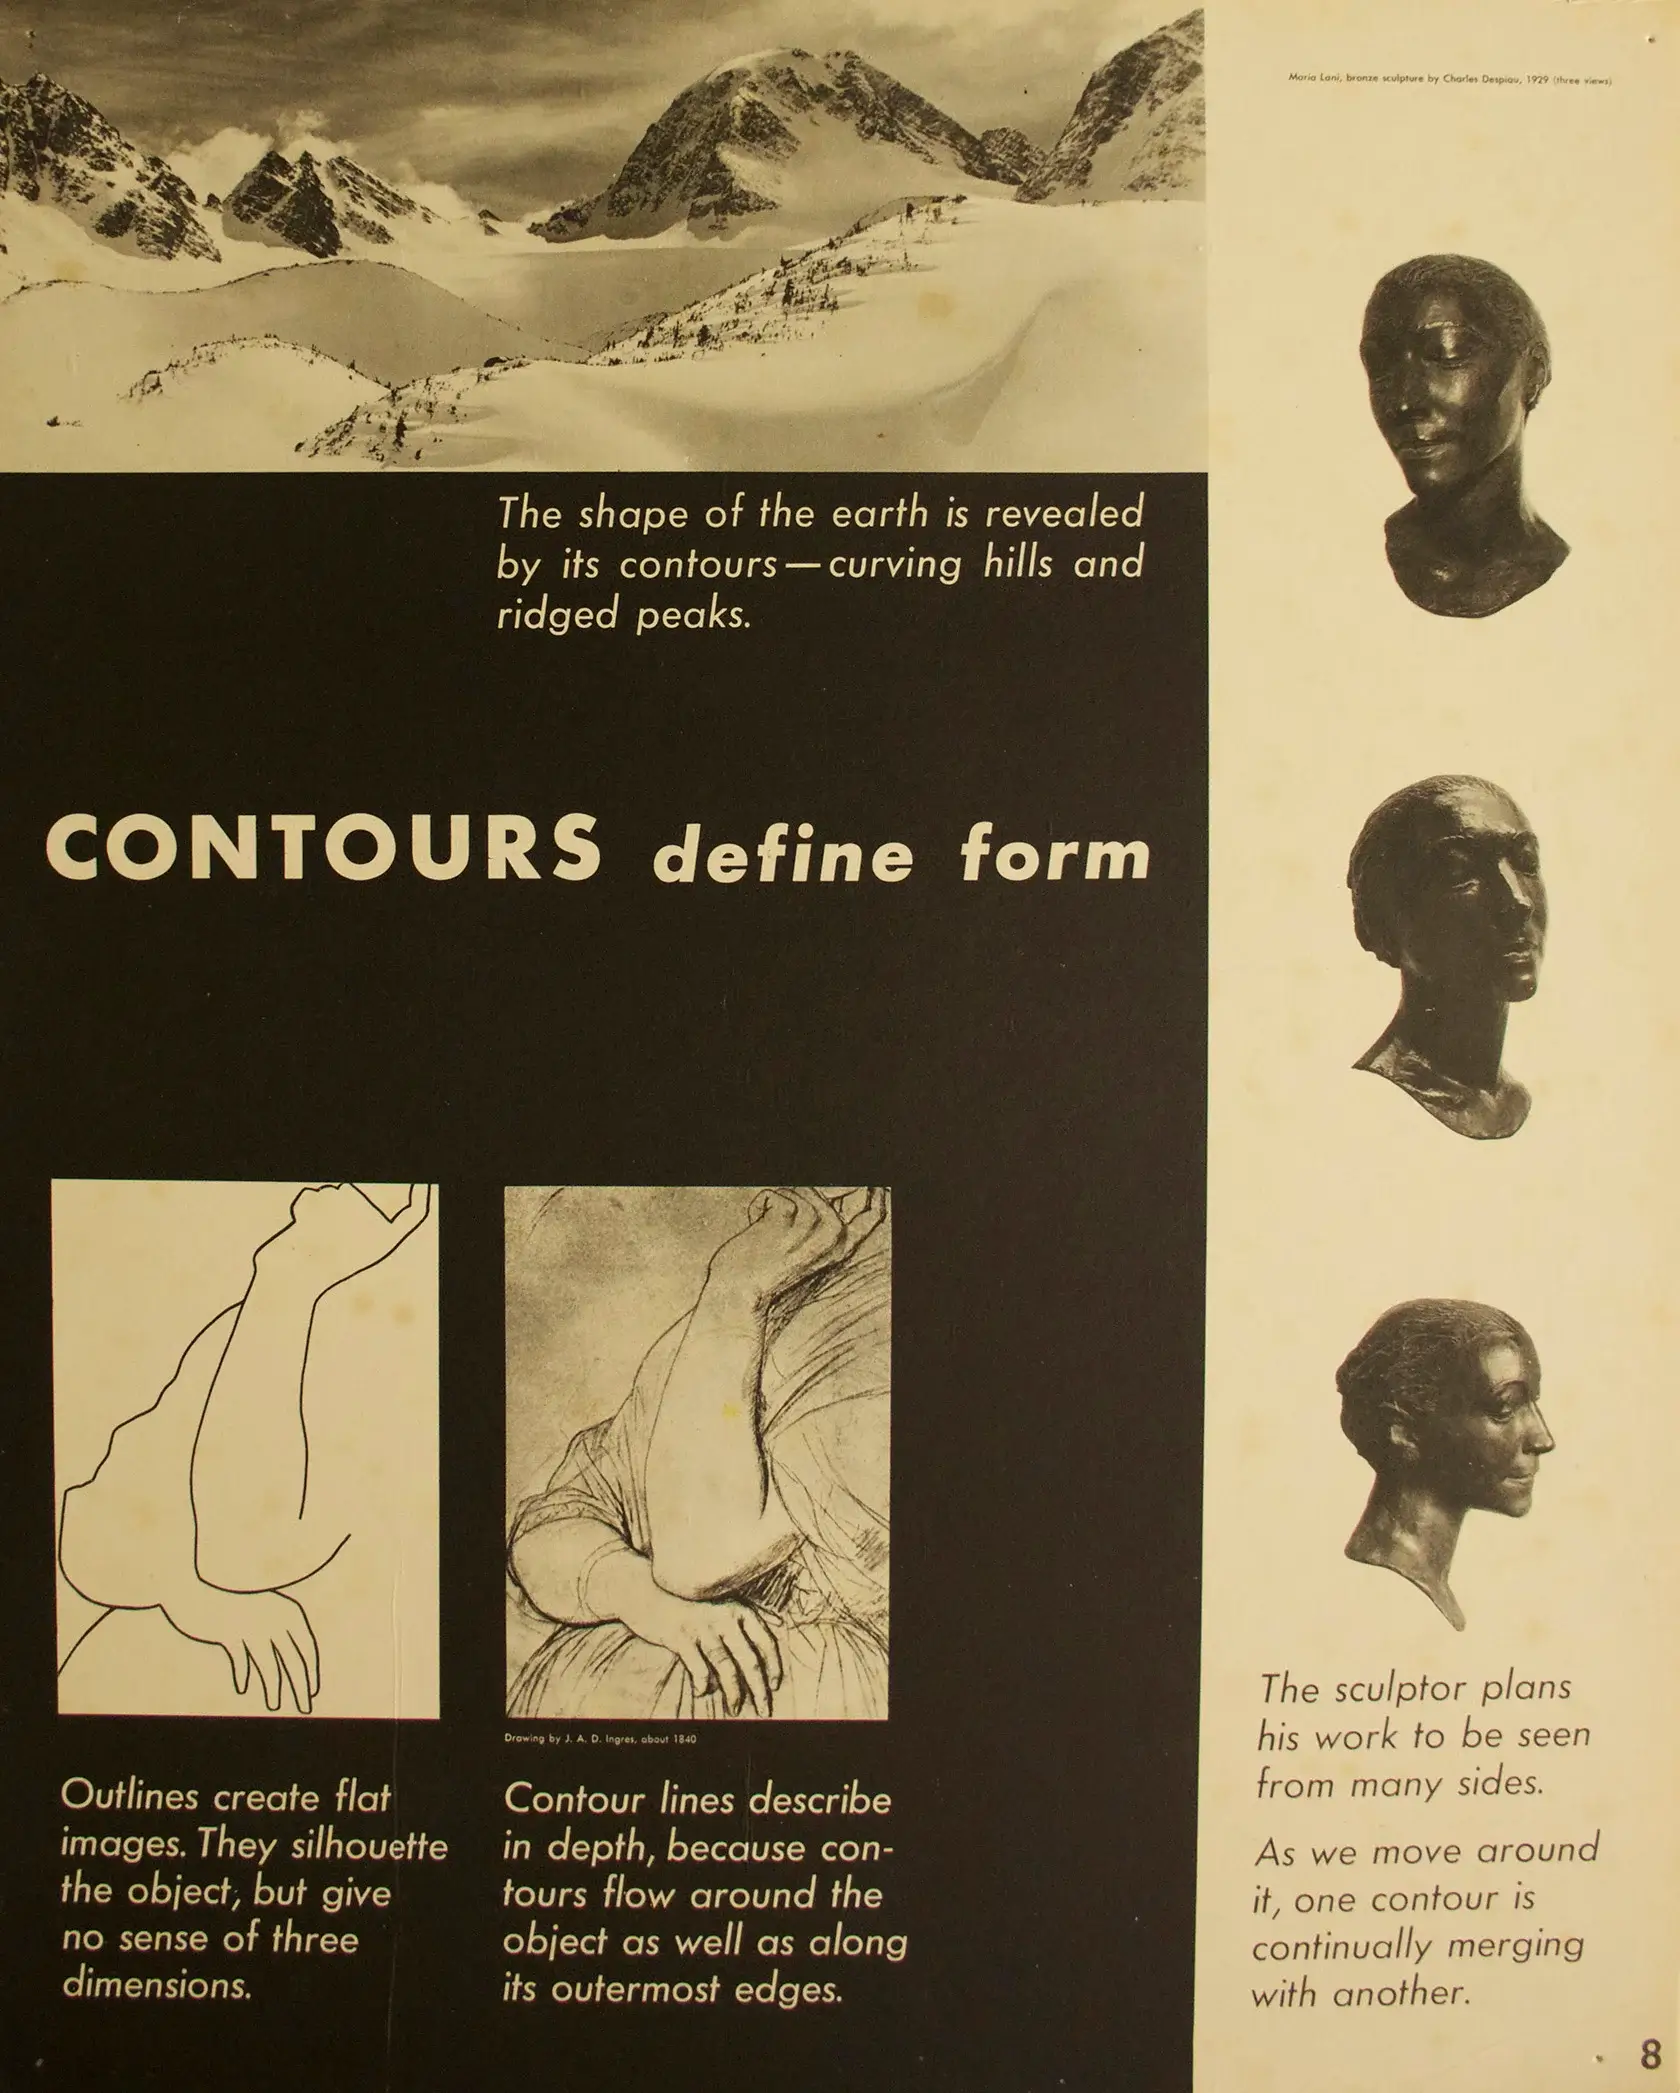 Maria Lani, bronze sculpture by Charles Despiau, 1929 (three views)
The shape of the earth is revealed
by its contours — curving hills and
ridged peaks.
CONTOURS define form
Drawing by J. A. D. Ingres, about 1840
Outlines create flat
images. They silhouette
the object, but give
no sense of three
dimensions.
Contour lines describe
in depth, because con-
tours flow around the
object as well as along
its outermost edges.
The sculptor plans
his work to be seen
from many sides.
As we move around
it, one contour is
continually merging
with another.
8